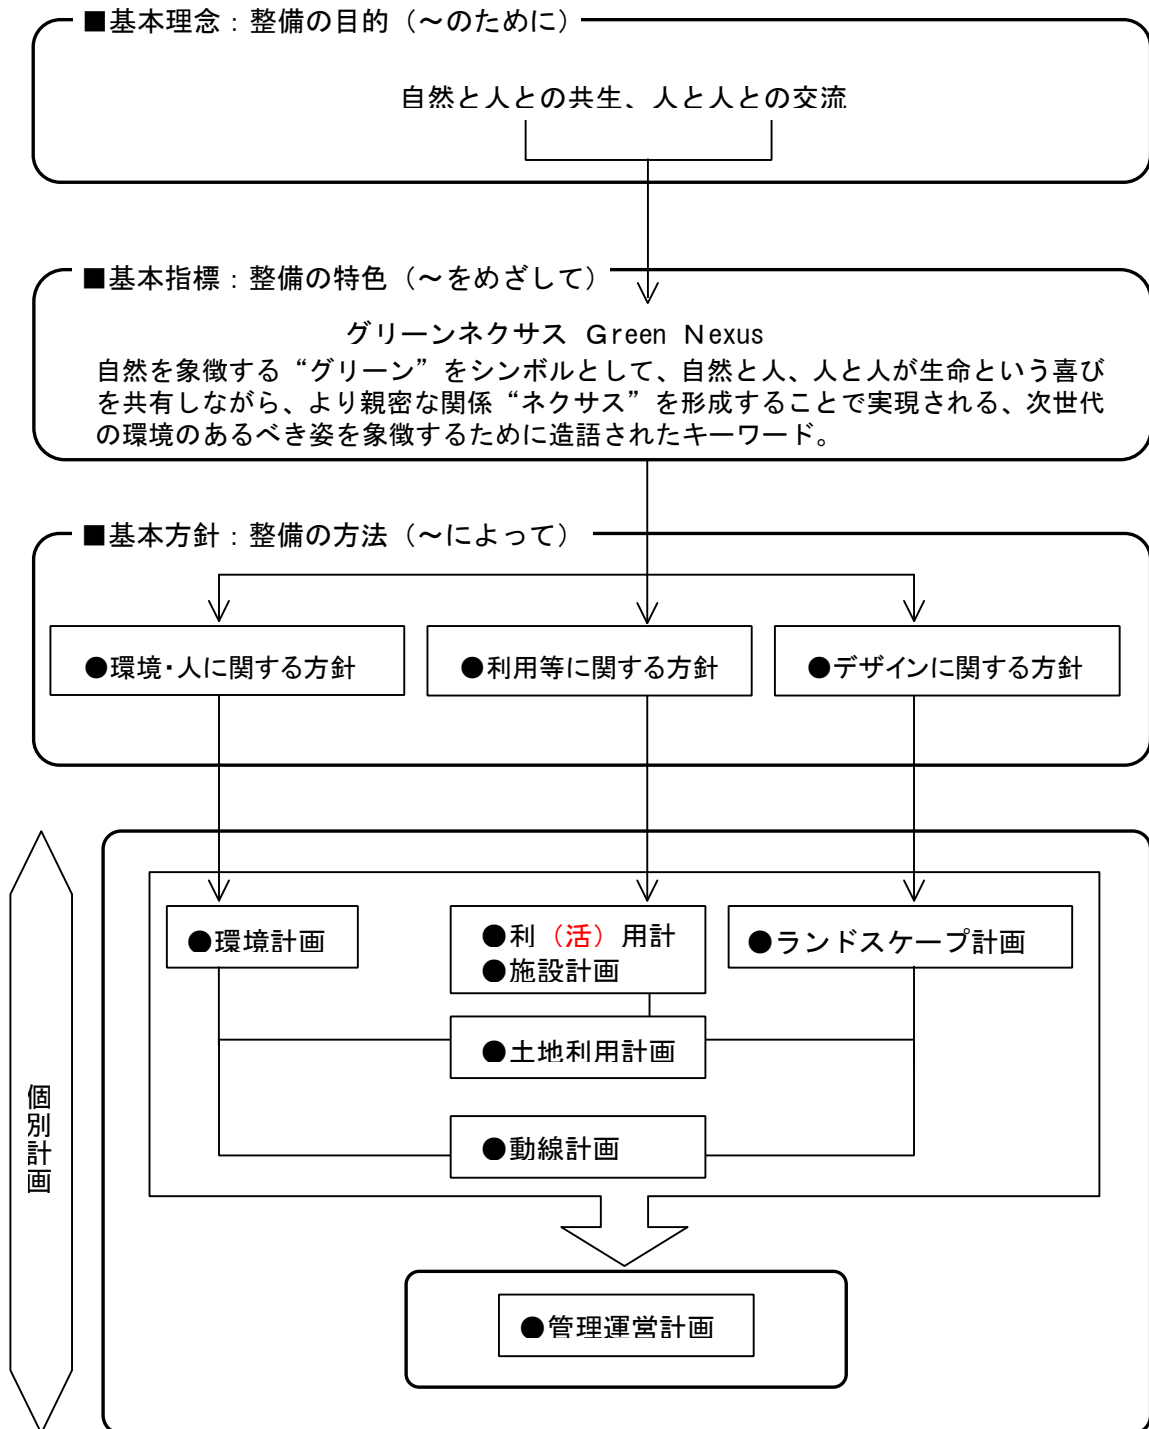 ■基本理念：整備の目的（～のために）
自然と人との共生、人と人との交流
■基本指標：整備の特色（～をめざして）
グリーンネクサス Green Nexus
自然を象徴する“グリーン”をシンボルとして、自然と人、人と人が生命という喜び
を共有しながら、より親密な関係“ネクサス”を形成することで実現される、次世代
の環境のあるべき姿を象徴するために造語されたキーワード。
■基本方針：整備の方法（～によって）
●環境・人に関する方針
●利用等に関する方針
●デザインに関する方針
個別計画
●環境計画
●利（活）用計
●施設計画
●ランドスケープ計画
●土地利用計画
●動線計画
●管理運営計画